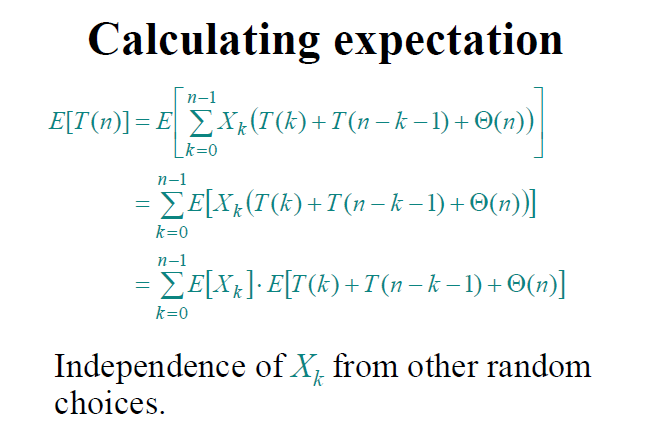 Calculating expectation
E[T(n)] = E[∑_{k=0}^{n−1} X_k (T(k) + T(n − k − 1) + Θ(n))]
= ∑_{k=0}^{n−1} E[X_k (T(k) + T(n − k − 1) + Θ(n))]
= ∑_{k=0}^{n−1} E[X_k] · E[T(k) + T(n − k − 1) + Θ(n)]
Independence of X_k from other random
choices.